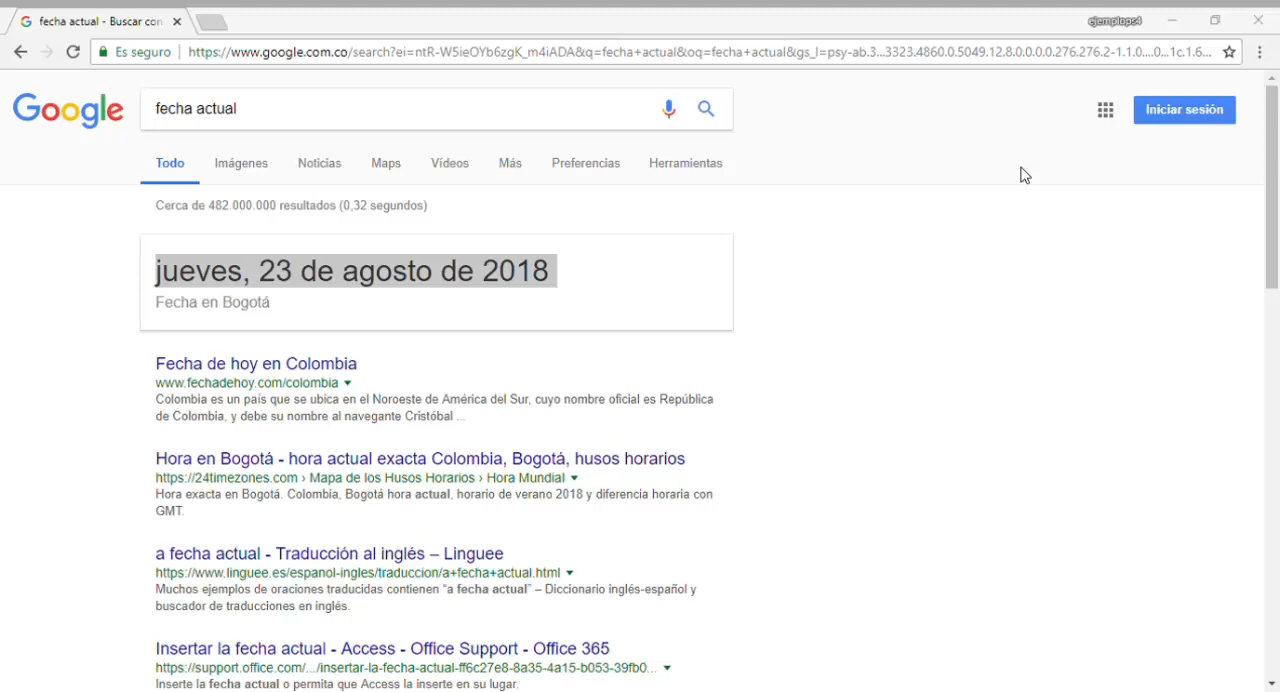 fecha actual - Buscar con
ejemplops4
Es seguro
https://www.google.com.co/search?ei=ntR-W5ieOYb6zgK_m4iADA&q=fecha+actual&oq=fecha+actual&gs_l=psy-ab.3...3323.4860.0.5049.12.8.0.0.0.0.276.276.2-1.1.0....0...1c.1.6...
Google
fecha actual
Iniciar sesión
Todo Imágenes Noticias Maps Vídeos Más Preferencias Herramientas
Cerca de 482.000.000 resultados (0,32 segundos)
jueves, 23 de agosto de 2018
Fecha en Bogotá
Fecha de hoy en Colombia
www.fechadehoy.com/colombia
Colombia es un país que se ubica en el Noroeste de América del Sur, cuyo nombre oficial es República
de Colombia, y debe su nombre al navegante Cristóbal ...
Hora en Bogotá - hora actual exacta Colombia, Bogotá, husos horarios
https://24timezones.com › Mapa de los Husos Horarios › Hora Mundial
Hora exacta en Bogotá. Colombia, Bogotá hora actual, horario de verano 2018 y diferencia horaria con
GMT.
a fecha actual - Traducción al inglés – Linguee
https://www.linguee.es/espanol-ingles/traduccion/a+fecha+actual.html
Muchos ejemplos de oraciones traducidas contienen “a fecha actual” – Diccionario inglés-español y
buscador de traducciones en inglés.
Insertar la fecha actual - Access - Office Support - Office 365
https://support.office.com/.../insertar-la-fecha-actual-ff6c27e8-8a35-4a15-b053-39fb0...
Inserte la fecha actual o permita que Access la inserte en su lugar.